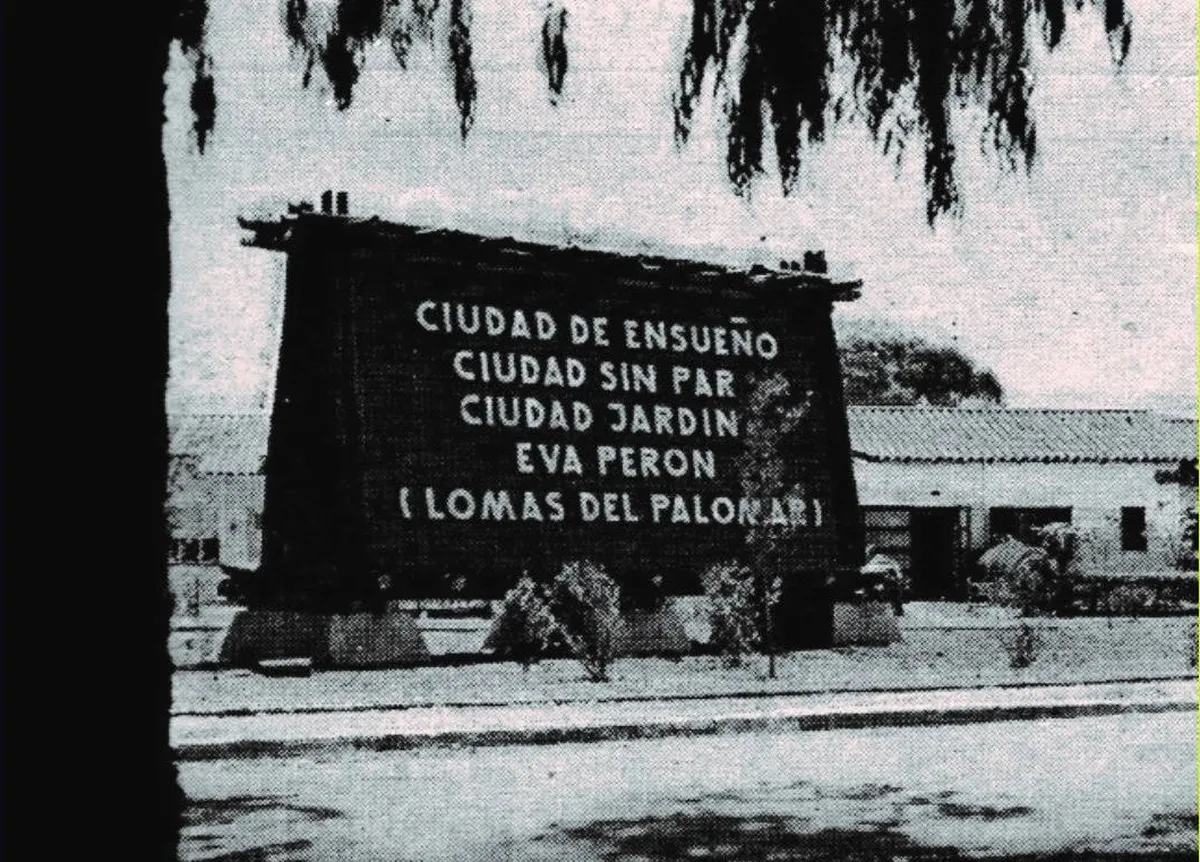 CIUDAD DE ENSUEÑO
CIUDAD SIN PAR
CIUDAD JARDIN
EVA PERON
(LOMAS DEL PALOMAR)